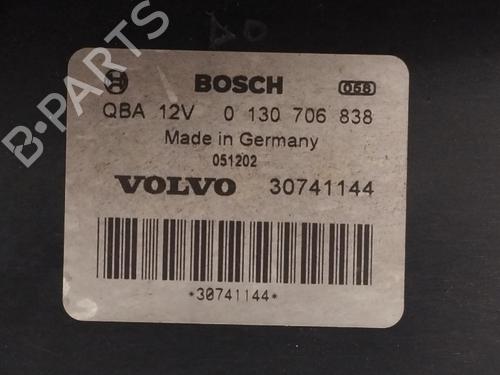 BOSCH 058
QBA 12V 0 130 706 838
Made in Germany
051202
VOLVO 30741144
*30741144*
B-PARTS